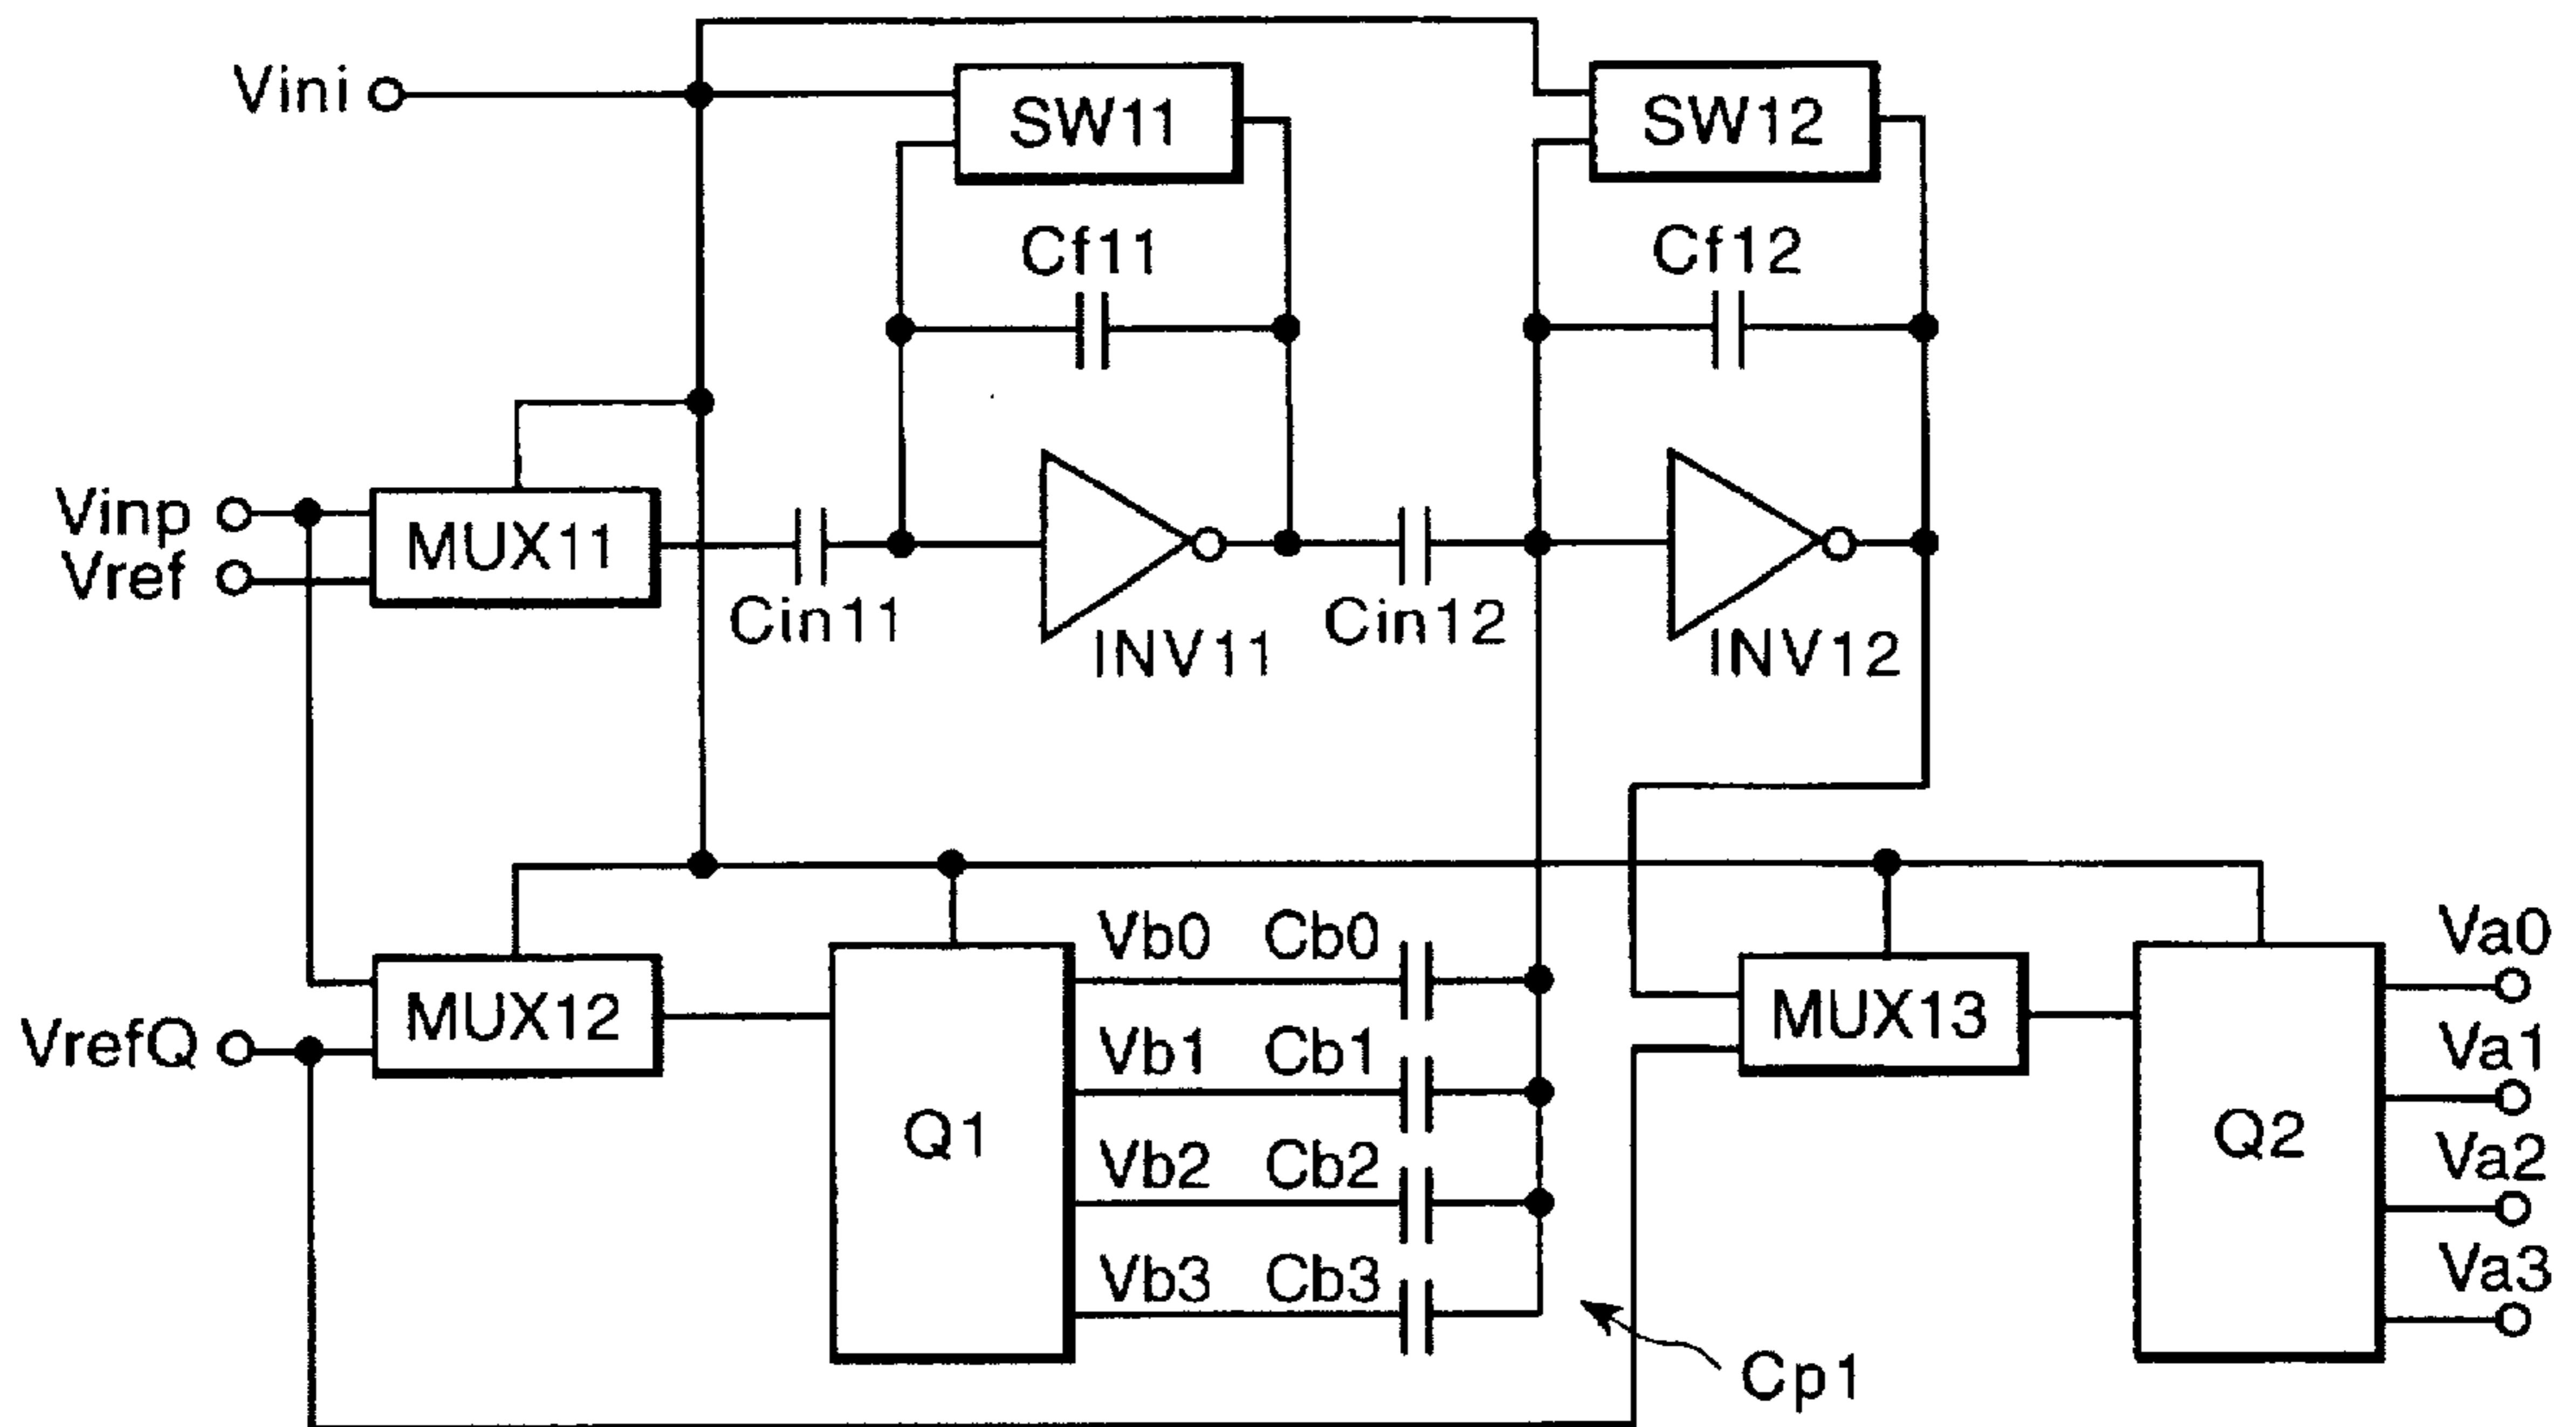 Vini
SW11
SW12
Cf11
Cf12
Vinp
Vref
MUX11
Cin11
INV11
Cin12
INV12
VrefQ
MUX12
Q1
Vb0 Cb0
Vb1 Cb1
Vb2 Cb2
Vb3 Cb3
Cp1
MUX13
Q2
Va0
Va1
Va2
Va3